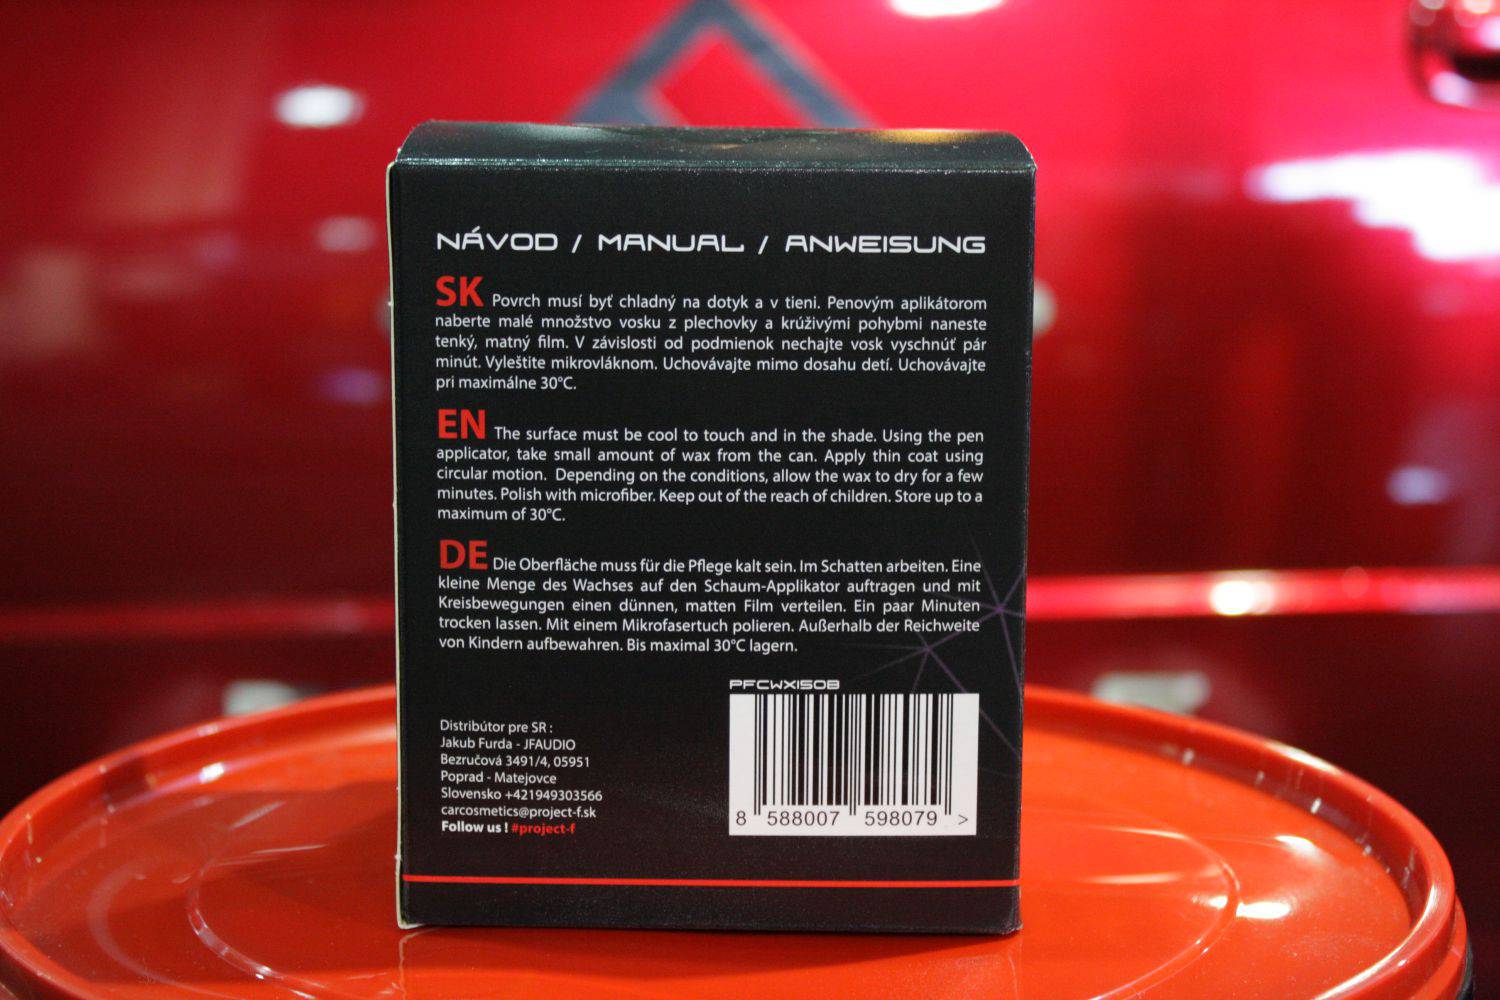 NÁVOD / MANUAL / ANWEISUNG
SK Povrch musí byť chladný na dotyk a v tieni. Penovým aplikátorom
naberte malé množstvo vosku z plechovky a krúživými pohybmi naneste
tenký, matný film. V závislosti od podmienok nechajte vosk vyschnúť pár
minút. Vyleštite mikrovláknom. Uchovávajte mimo dosahu detí. Uchovávajte
pri maximálne 30°C.
EN The surface must be cool to touch and in the shade. Using the pen
applicator, take small amount of wax from the can. Apply thin coat using
circular motion. Depending on the conditions, allow the wax to dry for a few
minutes. Polish with microfiber. Keep out of the reach of children. Store up to a
maximum of 30°C.
DE Die Oberfläche muss für die Pflege kalt sein. Im Schatten arbeiten. Eine
kleine Menge des Wachses auf den Schaum-Applikator auftragen und mit
Kreisbewegungen einen dünnen, matten Film verteilen. Ein paar Minuten
trocken lassen. Mit einem Mikrofasertuch polieren. Außerhalb der Reichweite
von Kindern aufbewahren. Bis maximal 30°C lagern.
PFCWX150B
8 588007 598079 >
Distribútor pre SR :
Jakub Furda - JFAUDIO
Bezručová 3491/4, 05951
Poprad - Matejovce
Slovensko +421949303566
carcosmetics@project-f.sk
Follow us ! #project-f